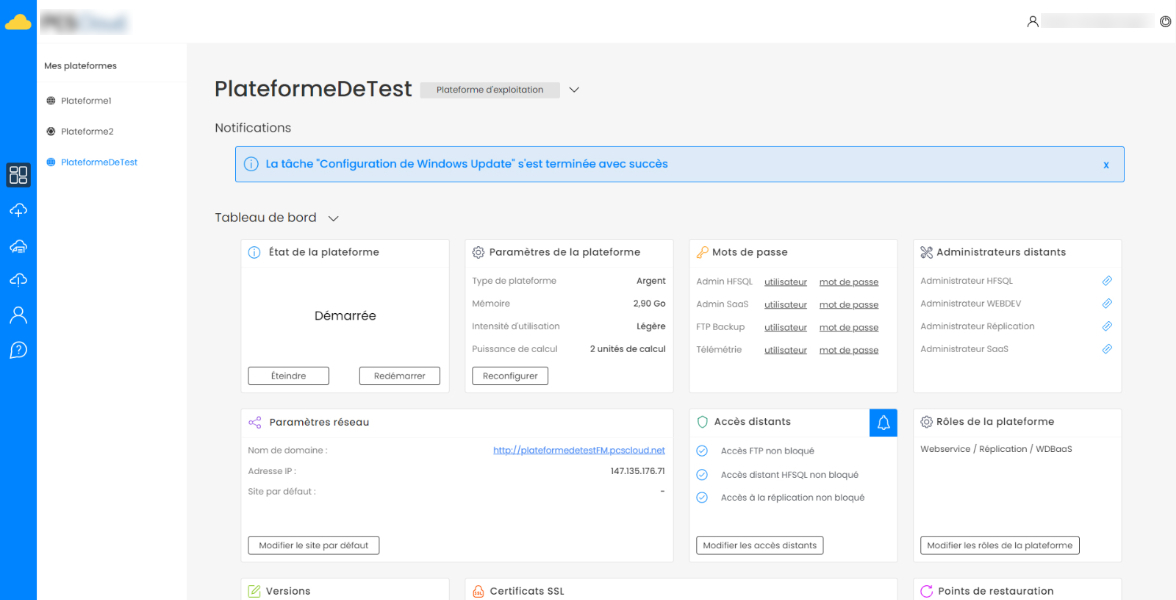 Mes plateformes
Plateforme1
Plateforme2
PlateformeDeTest
PlateformeDeTest
Plateforme d'exploitation
Notifications
La tâche "Configuration de Windows Update" s'est terminée avec succès
x
Tableau de bord
État de la plateforme
Démarrée
Éteindre
Redémarrer
Paramètres de la plateforme
Type de plateforme Argent
Mémoire 2,90 Go
Intensité d'utilisation Légère
Puissance de calcul 2 unités de calcul
Reconfigurer
Mots de passe
Admin HFSQL utilisateur mot de passe
Admin SaaS utilisateur mot de passe
FTP Backup utilisateur mot de passe
Télémétrie utilisateur mot de passe
Administrateurs distants
Administrateur HFSQL
Administrateur WEBDEV
Administrateur Réplication
Administrateur SaaS
Paramètres réseau
Nom de domaine : http://plateformedetestFM.pcscloud.net
Adresse IP : 147.135.176.71
Site par défaut : -
Modifier le site par défaut
Accès distants
Accès FTP non bloqué
Accès distant HFSQL non bloqué
Accès à la réplication non bloqué
Modifier les accès distants
Rôles de la plateforme
Webservice / Réplication / WDBaaS
Modifier les rôles de la plateforme
Versions
Certificats SSL
Points de restauration